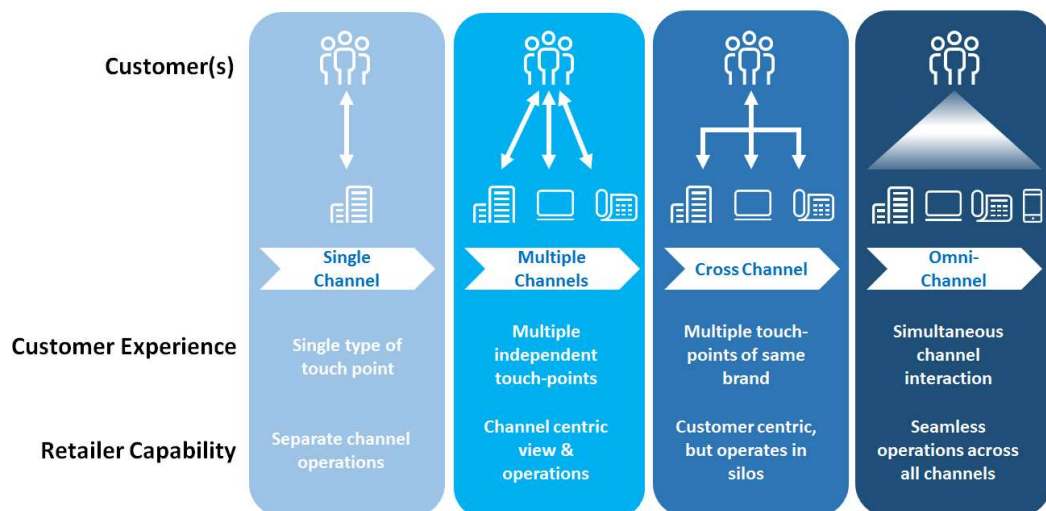 Customer(s)
Single
Channel
Multiple
Channels
Cross Channel
Omni-
Channel
Customer Experience
Single type of
touch point
Multiple
independent
touch-points
Multiple touch-
points of same
brand
Simultaneous
channel
interaction
Retailer Capability
Separate channel
operations
Channel centric
view &
operations
Customer centric,
but operates in
silos
Seamless
operations across
all channels